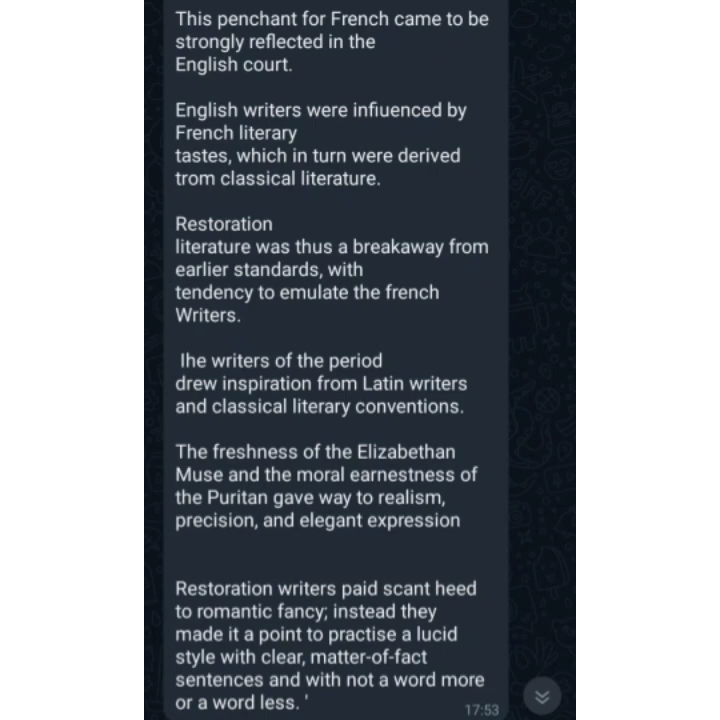 This penchant for French came to be
strongly reflected in the
English court.
English writers were infiuenced by
French literary
tastes, which in turn were derived
trom classical literature.
Restoration
literature was thus a breakaway from
earlier standards, with
tendency to emulate the french
Writers.
Ihe writers of the period
drew inspiration from Latin writers
and classical literary conventions.
The freshness of the Elizabethan
Muse and the moral earnestness of
the Puritan gave way to realism,
precision, and elegant expression
Restoration writers paid scant heed
to romantic fancy; instead they
made it a point to practise a lucid
style with clear, matter-of-fact
sentences and with not a word more
or a word less. '
17:53